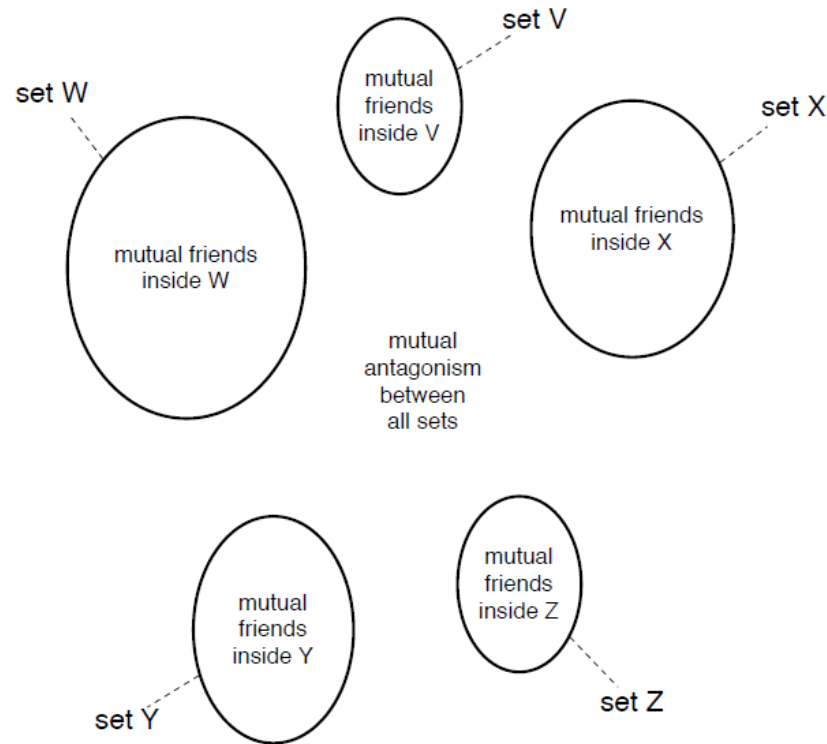 set V
mutual
friends
inside V
set W
set X
mutual friends
inside W
mutual friends
inside X
mutual
antagonism
between
all sets
mutual
friends
inside Y
mutual
friends
inside Z
set Y
set Z